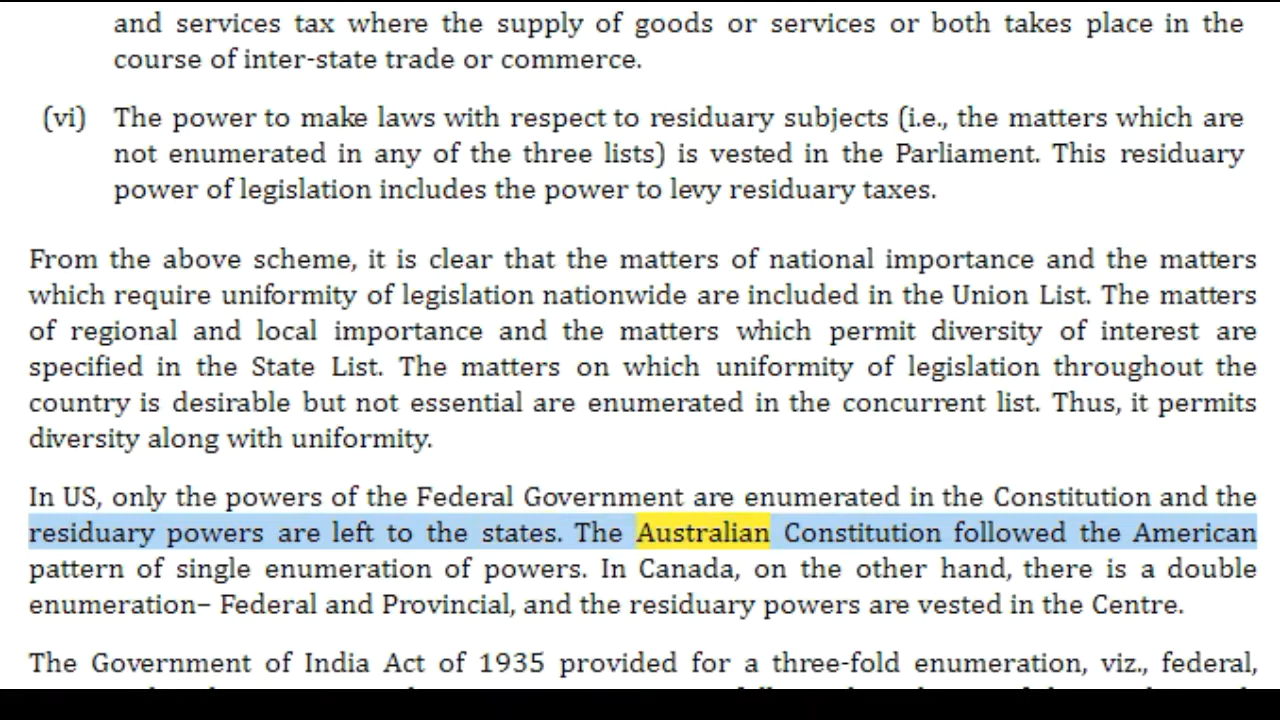 and services tax where the supply of goods or services or both takes place in the
course of inter-state trade or commerce.
(vi) The power to make laws with respect to residuary subjects (i.e., the matters which are
not enumerated in any of the three lists) is vested in the Parliament. This residuary
power of legislation includes the power to levy residuary taxes.
From the above scheme, it is clear that the matters of national importance and the matters
which require uniformity of legislation nationwide are included in the Union List. The matters
of regional and local importance and the matters which permit diversity of interest are
specified in the State List. The matters on which uniformity of legislation throughout the
country is desirable but not essential are enumerated in the concurrent list. Thus, it permits
diversity along with uniformity.
In US, only the powers of the Federal Government are enumerated in the Constitution and the
residuary powers are left to the states. The Australian Constitution followed the American
pattern of single enumeration of powers. In Canada, on the other hand, there is a double
enumeration– Federal and Provincial, and the residuary powers are vested in the Centre.
The Government of India Act of 1935 provided for a three-fold enumeration, viz., federal,